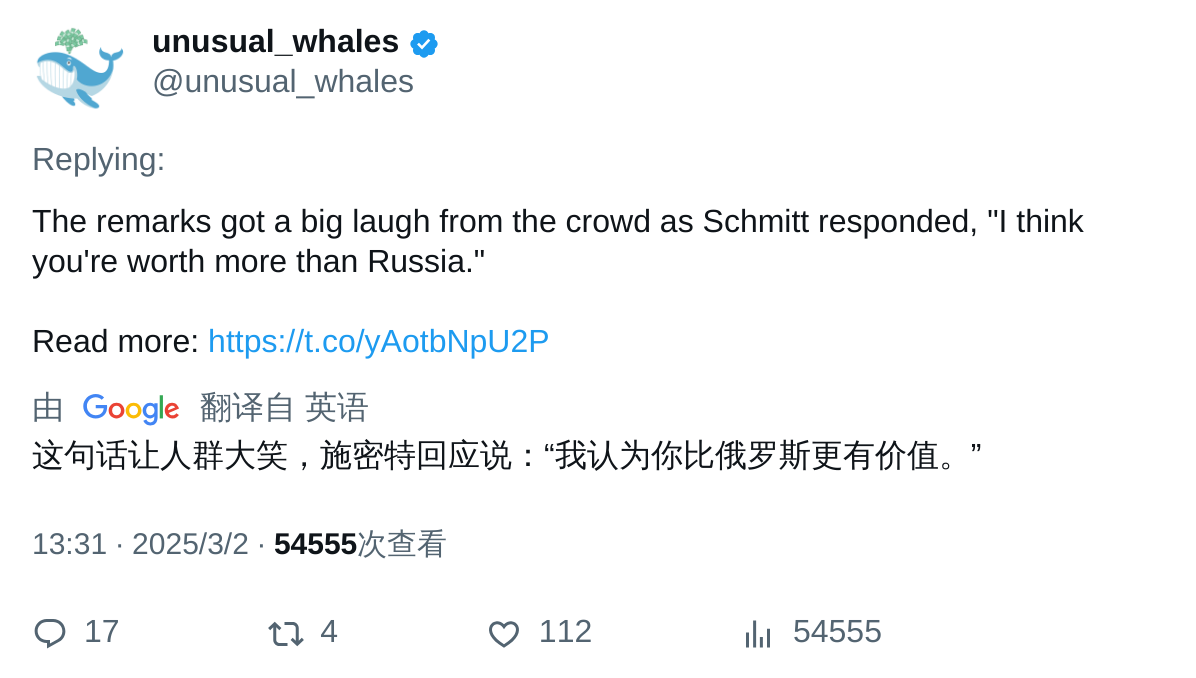 unusual_whales
@unusual_whales
Replying:
The remarks got a big laugh from the crowd as Schmitt responded, "I think
you're worth more than Russia."
Read more: https://t.co/yAotbNpU2P
由 Google 翻译自 英语
这句话让人群大笑，施密特回应说：“我认为你比俄罗斯更有价值。”
13:31 · 2025/3/2 · 54555次查看
17 4 112 54555